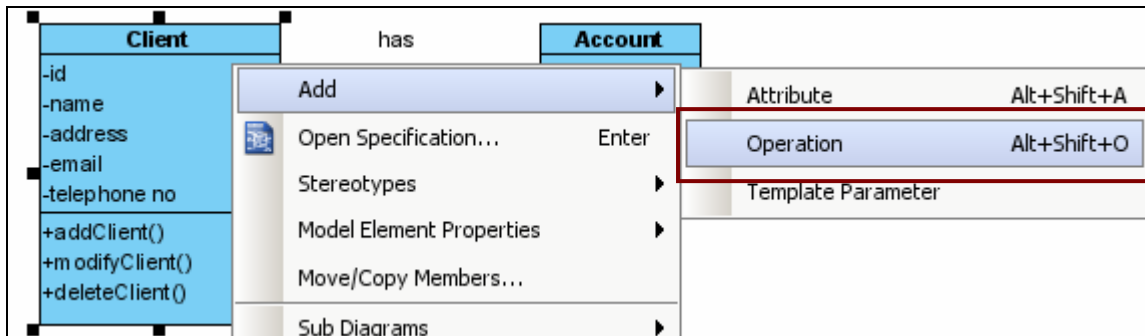 Client
has
Account
-id
-name
-address
-email
-telephone no
+addClient()
+modifyClient()
+deleteClient()
Add
Open Specification... Enter
Stereotypes
Model Element Properties
Move/Copy Members...
Sub Diagrams
Attribute Alt+Shift+A
Operation Alt+Shift+O
Template Parameter